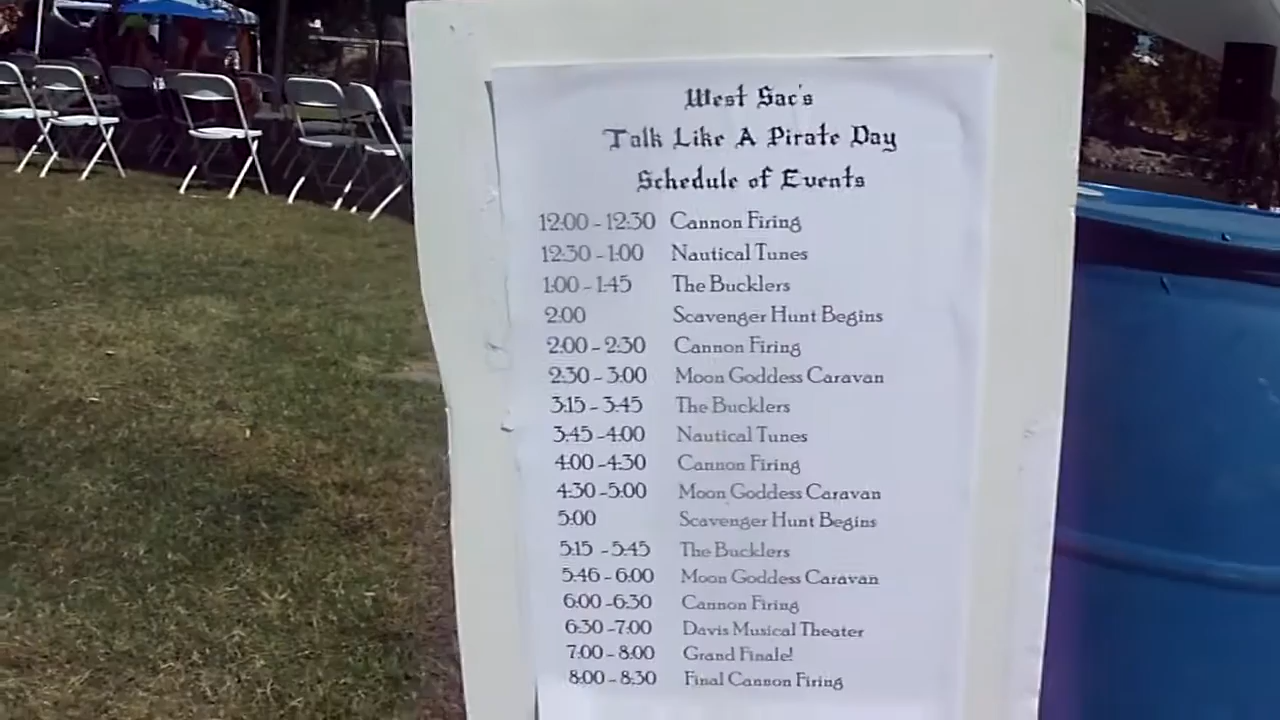 West Sac's
Talk Like A Pirate Day
Schedule of Events
12:00 - 12:30 Cannon Firing
12:30 - 1:00 Nautical Tunes
1:00 - 1:45 The Bucklers
2:00 Scavenger Hunt Begins
2:00 - 2:30 Cannon Firing
2:30 - 3:00 Moon Goddess Caravan
3:15 - 3:45 The Bucklers
3:45 - 4:00 Nautical Tunes
4:00 - 4:30 Cannon Firing
4:30 - 5:00 Moon Goddess Caravan
5:00 Scavenger Hunt Begins
5:15 - 5:45 The Bucklers
5:46 - 6:00 Moon Goddess Caravan
6:00 - 6:30 Cannon Firing
6:30 - 7:00 Davis Musical Theater
7:00 - 8:00 Grand Finale!
8:00 - 8:30 Final Cannon Firing